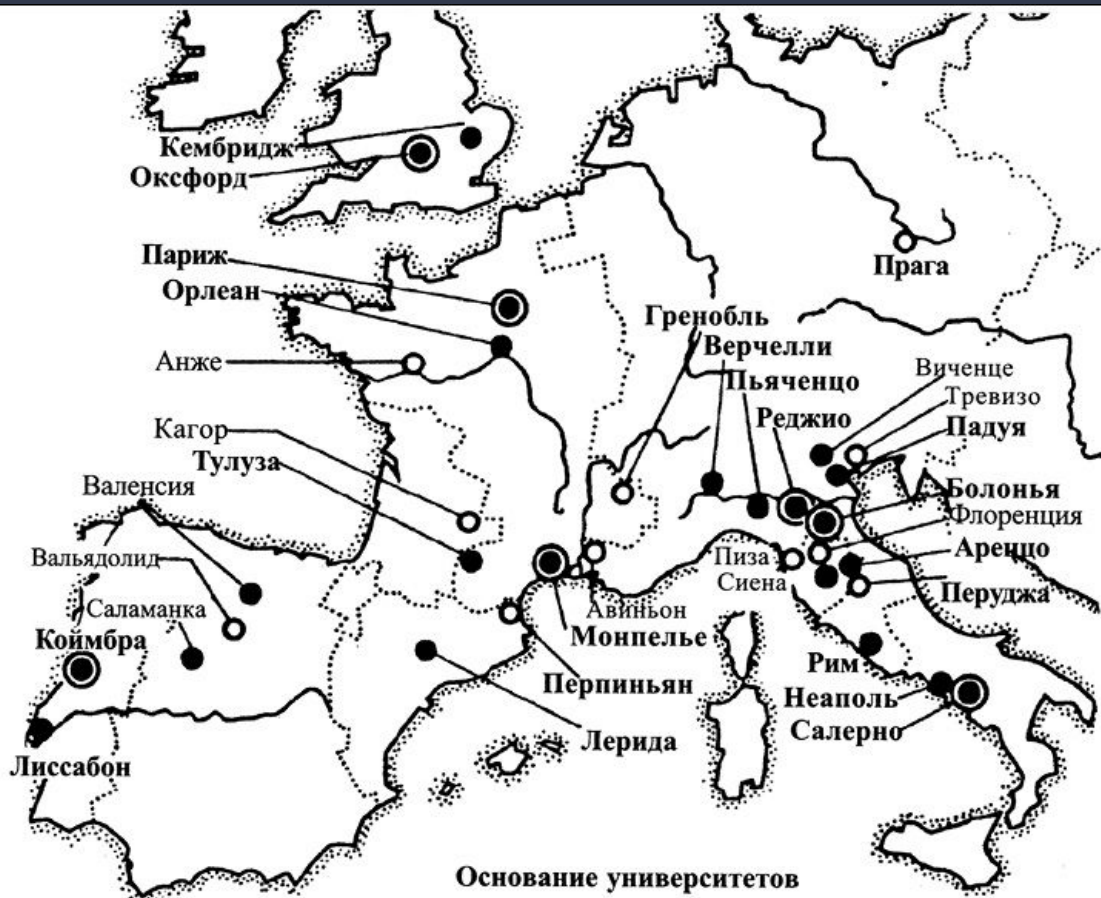 Кембридж
Оксфорд
Париж
Орлеан
Прага
Гренобль
Анже
Верчелли
Виченце
Пьяченцо
Тревизо
Реджио
Падуя
Кагор
Тулуза
Валенсия
Болонья
Флоренция
Вальядолид
Пиза
Ареццо
Сиена
Саламанка
Авиньон
Перуджа
Коймбра
Монпелье
Рим
Перпиньян
Неаполь
Салерно
Лерида
Лиссабон
Основание университетов